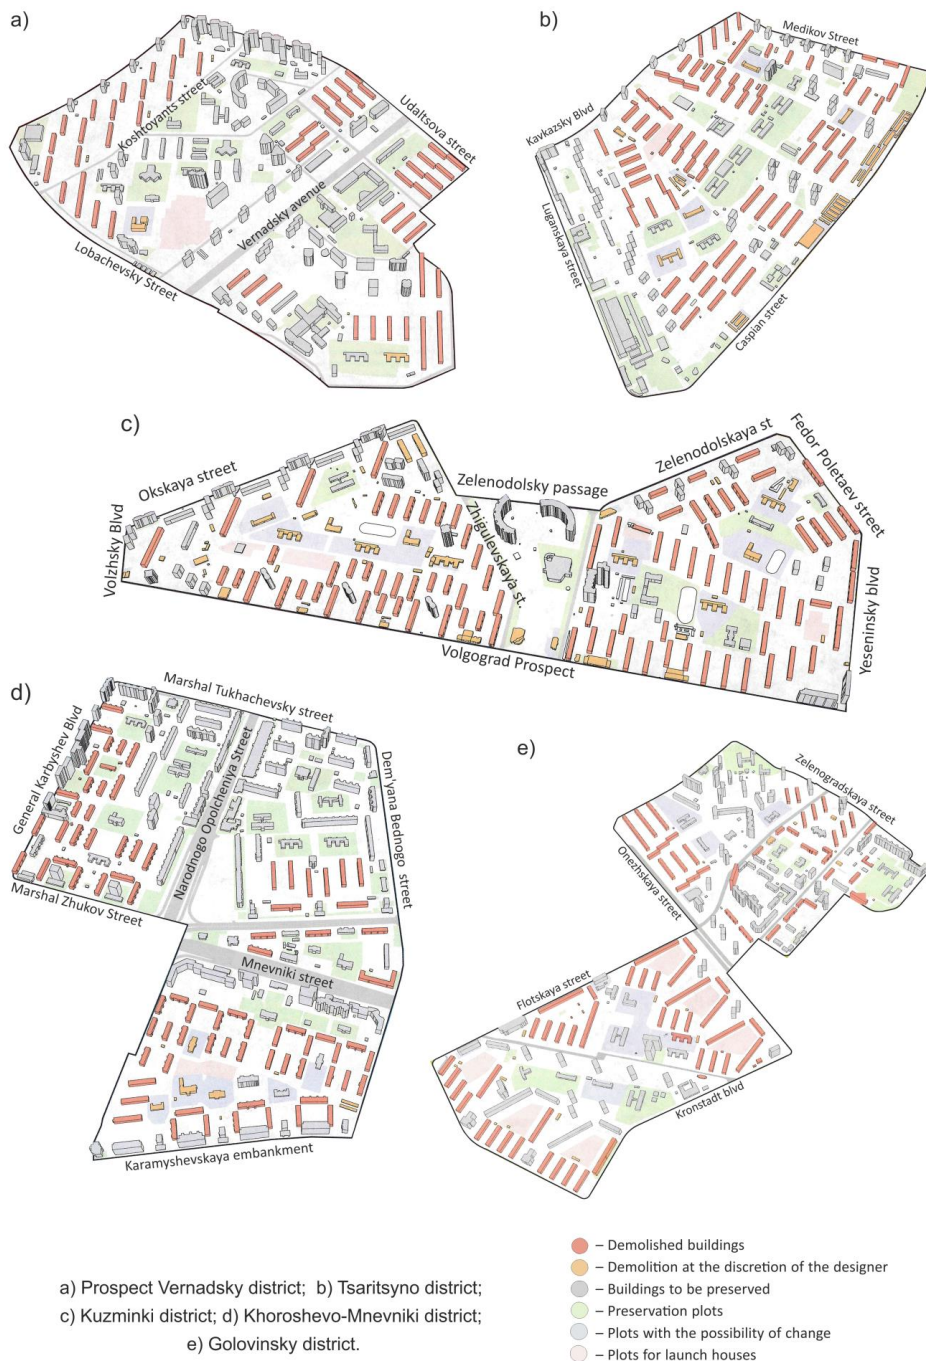 a)
Koshtoyants street
Udaltsova street
Vernadsky avenue
Lobachevsky Street
b)
Medikov Street
Kavkazsky Blvd
Luganskaya street
Caspian street
c)
Okskaya street
Volzhsky Blvd
Zelenodolsky passage
Zhigulevskaya st.
Zelenodolskaya st
Fedor Poletaev street
Yeseninsky blvd
Volgograd Prospect
d)
Marshal Tukhachevsky street
General Karbyshev Blvd
Narodnogo Opolcheniya Street
Dem'yana Bednogo street
Marshal Zhukov Street
Mnevniki street
Karamyshevskaya embankment
e)
Zelenogradskaya street
Onezhskaya street
Flotskaya street
Kronstadt blvd
– Demolished buildings
– Demolition at the discretion of the designer
– Buildings to be preserved
– Preservation plots
– Plots with the possibility of change
– Plots for launch houses
a) Prospect Vernadsky district; b) Tsaritsyno district;
c) Kuzminki district; d) Khoroshevo-Mnevniki district;
e) Golovinsky district.